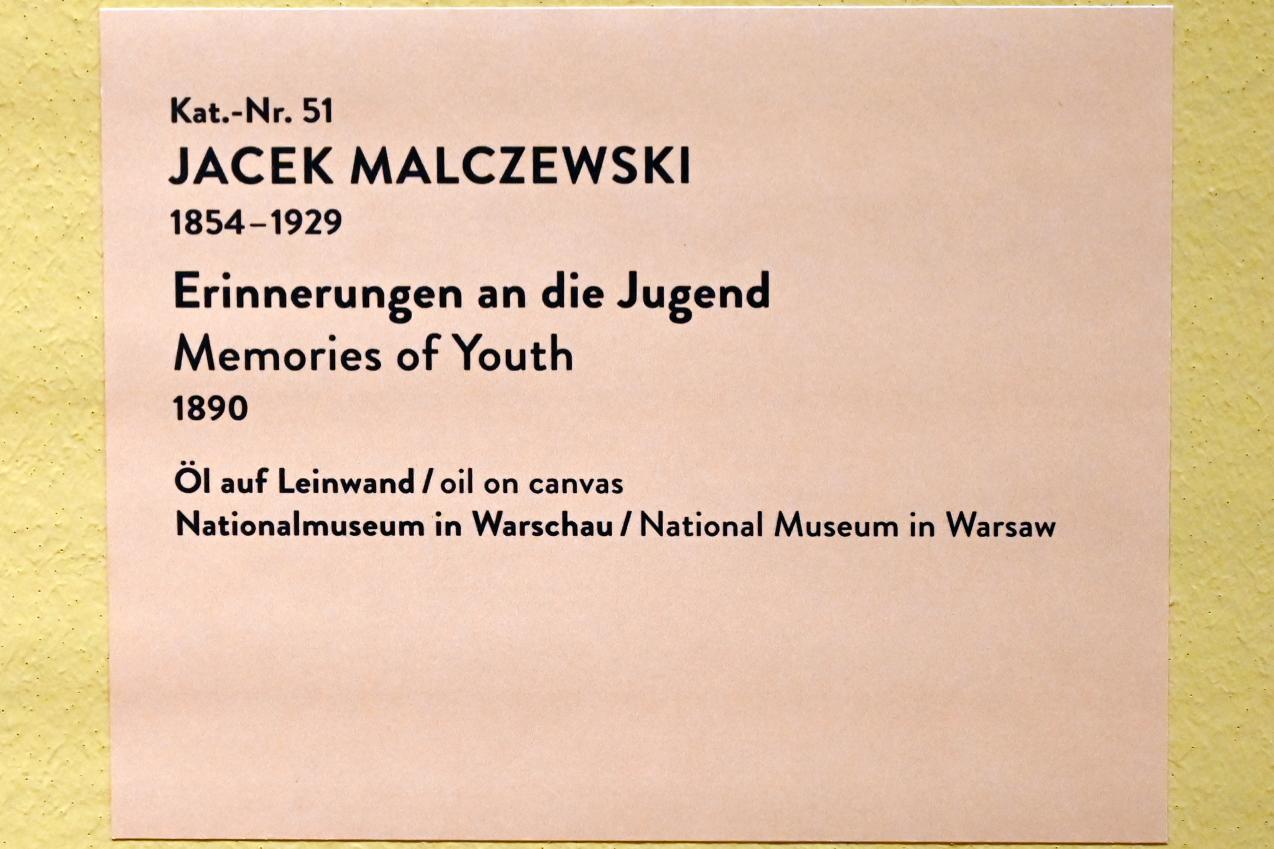 Kat.-Nr. 51
JACEK MALCZEWSKI
1854–1929
Erinnerungen an die Jugend
Memories of Youth
1890
Öl auf Leinwand / oil on canvas
Nationalmuseum in Warschau / National Museum in Warsaw